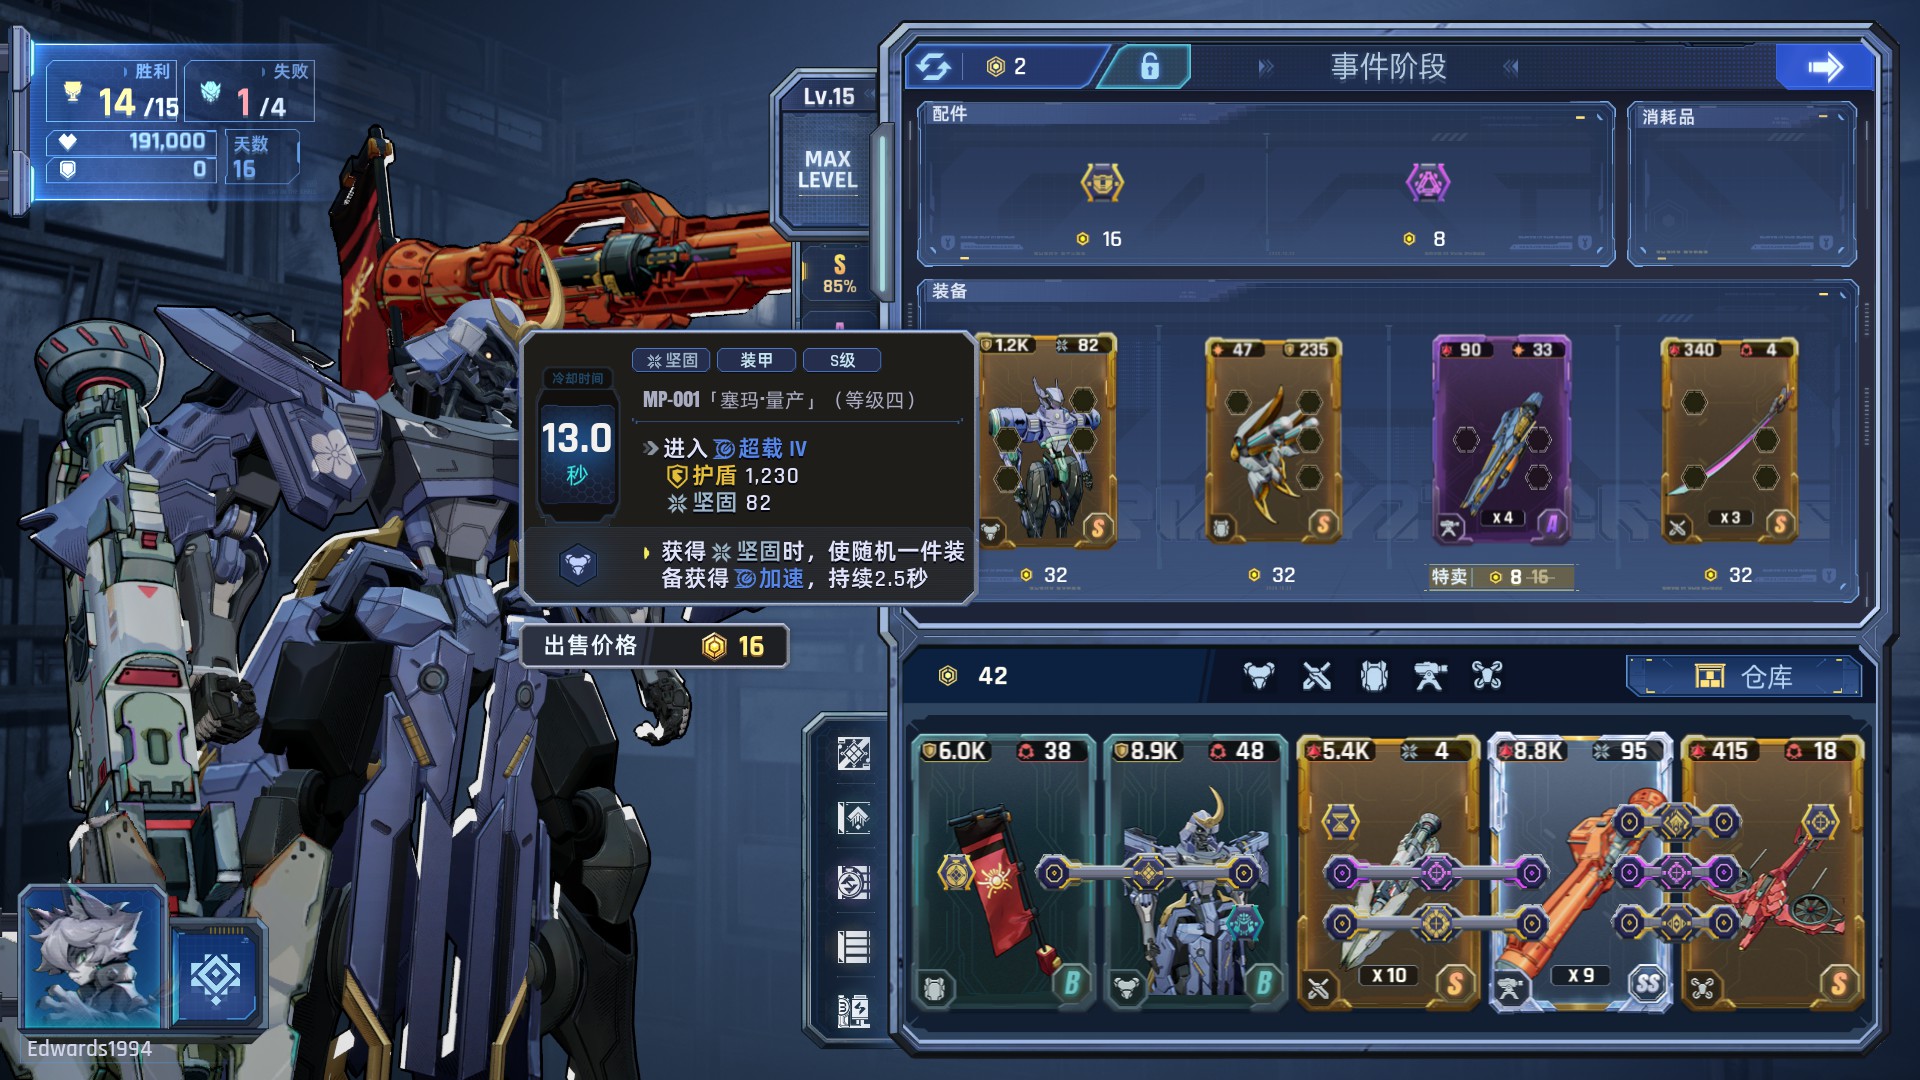 胜利
14 /15
失败
1 /4
191,000
0
天数
16
Lv.15
MAX
LEVEL
S
85%
2
事件阶段
配件
16
8
消耗品
装备
1.2K 82
32
47 235
S
32
90 33
x 4
A
特卖 8 16
340 4
x 3
S
32
S
坚固 装甲 S级
冷却时间
13.0
秒
MP-001「塞玛·量产」（等级四）
进入 超载 IV
护盾 1,230
坚固 82
获得 坚固时，使随机一件装
备获得 加速，持续2.5秒
出售价格 16
42
仓库
6.0K 38
B
8.9K 48
B
5.4K 4
x 10
S
8.8K 95
x 9
SS
415 18
S
Edwards1994